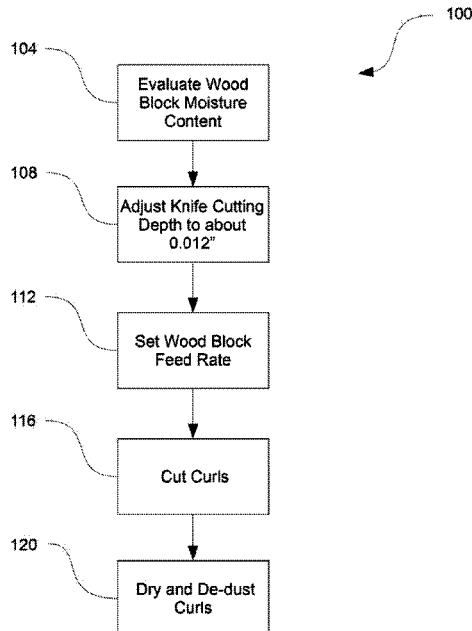 100
104
Evaluate Wood
Block Moisture
Content
108
Adjust Knife Cutting
Depth to about
0.012"
112
Set Wood Block
Feed Rate
116
Cut Curls
120
Dry and De-dust
Curls